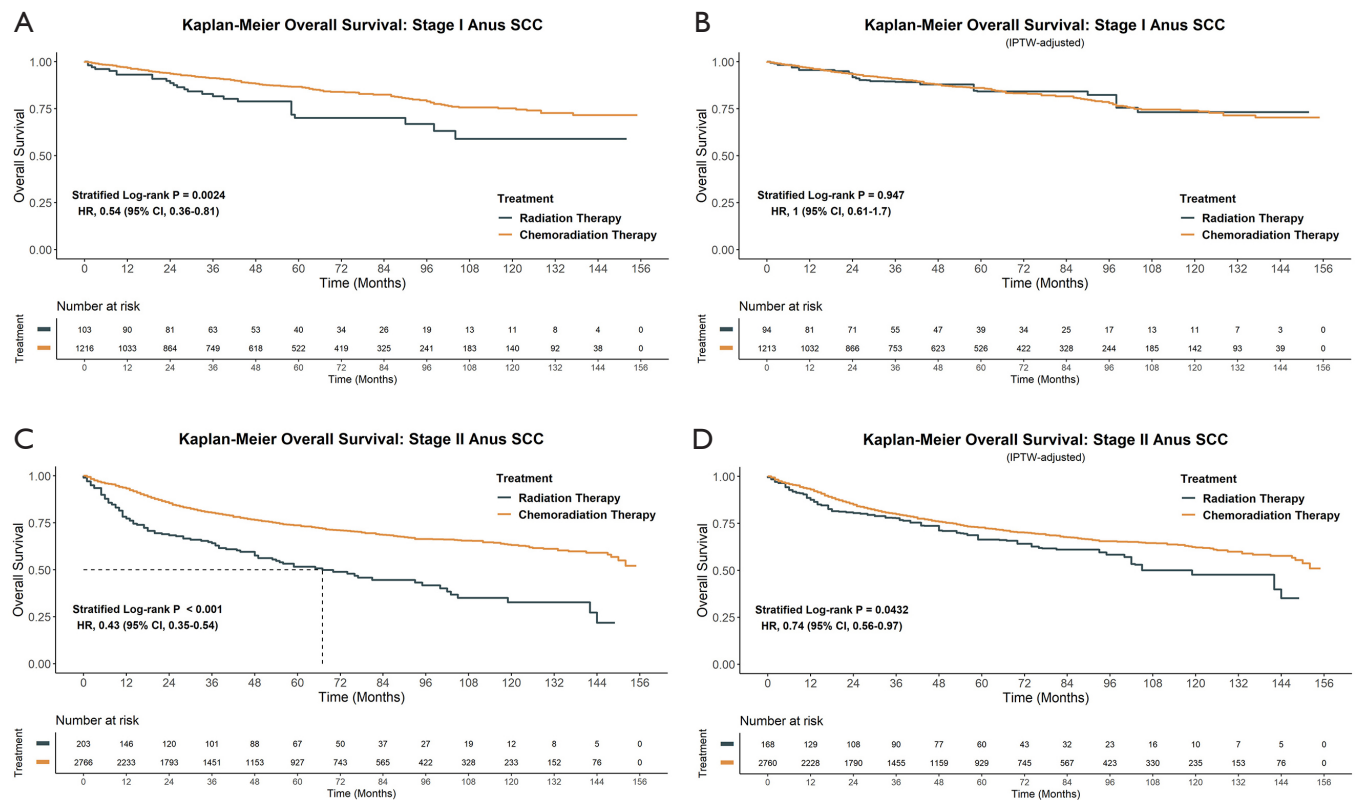 A
Kaplan-Meier Overall Survival: Stage I Anus SCC
Overall Survival
1.00
0.75
0.50
0.25
0.00
Stratified Log-rank P = 0.0024
HR, 0.54 (95% CI, 0.36-0.81)
Treatment
Radiation Therapy
Chemoradiation Therapy
0 12 24 36 48 60 72 84 96 108 120 132 144 156
Time (Months)
Number at risk
Treatment
103 90 81 63 53 40 34 26 19 13 11 8 4 0
1216 1033 864 749 618 522 419 325 241 183 140 92 38 0
0 12 24 36 48 60 72 84 96 108 120 132 144 156
Time (Months)
B
Kaplan-Meier Overall Survival: Stage I Anus SCC
(IPTW-adjusted)
Overall Survival
1.00
0.75
0.50
0.25
0.00
Stratified Log-rank P = 0.947
HR, 1 (95% CI, 0.61-1.7)
Treatment
Radiation Therapy
Chemoradiation Therapy
0 12 24 36 48 60 72 84 96 108 120 132 144 156
Time (Months)
Number at risk
Treatment
94 81 71 55 47 39 34 25 17 13 11 7 3 0
1213 1032 866 753 623 526 422 328 244 185 142 93 39 0
0 12 24 36 48 60 72 84 96 108 120 132 144 156
Time (Months)
C
Kaplan-Meier Overall Survival: Stage II Anus SCC
Overall Survival
1.00
0.75
0.50
0.25
0.00
Treatment
Radiation Therapy
Chemoradiation Therapy
Stratified Log-rank P < 0.001
HR, 0.43 (95% CI, 0.35-0.54)
0 12 24 36 48 60 72 84 96 108 120 132 144 156
Time (Months)
Number at risk
Treatment
203 146 120 101 88 67 50 37 27 19 12 8 5 0
2766 2233 1793 1451 1153 927 743 565 422 328 233 152 76 0
0 12 24 36 48 60 72 84 96 108 120 132 144 156
Time (Months)
D
Kaplan-Meier Overall Survival: Stage II Anus SCC
(IPTW-adjusted)
Overall Survival
1.00
0.75
0.50
0.25
0.00
Treatment
Radiation Therapy
Chemoradiation Therapy
Stratified Log-rank P = 0.0432
HR, 0.74 (95% CI, 0.56-0.97)
0 12 24 36 48 60 72 84 96 108 120 132 144 156
Time (Months)
Number at risk
Treatment
168 129 108 90 77 60 43 32 23 16 10 7 5 0
2760 2228 1790 1455 1159 929 745 567 423 330 235 153 76 0
0 12 24 36 48 60 72 84 96 108 120 132 144 156
Time (Months)